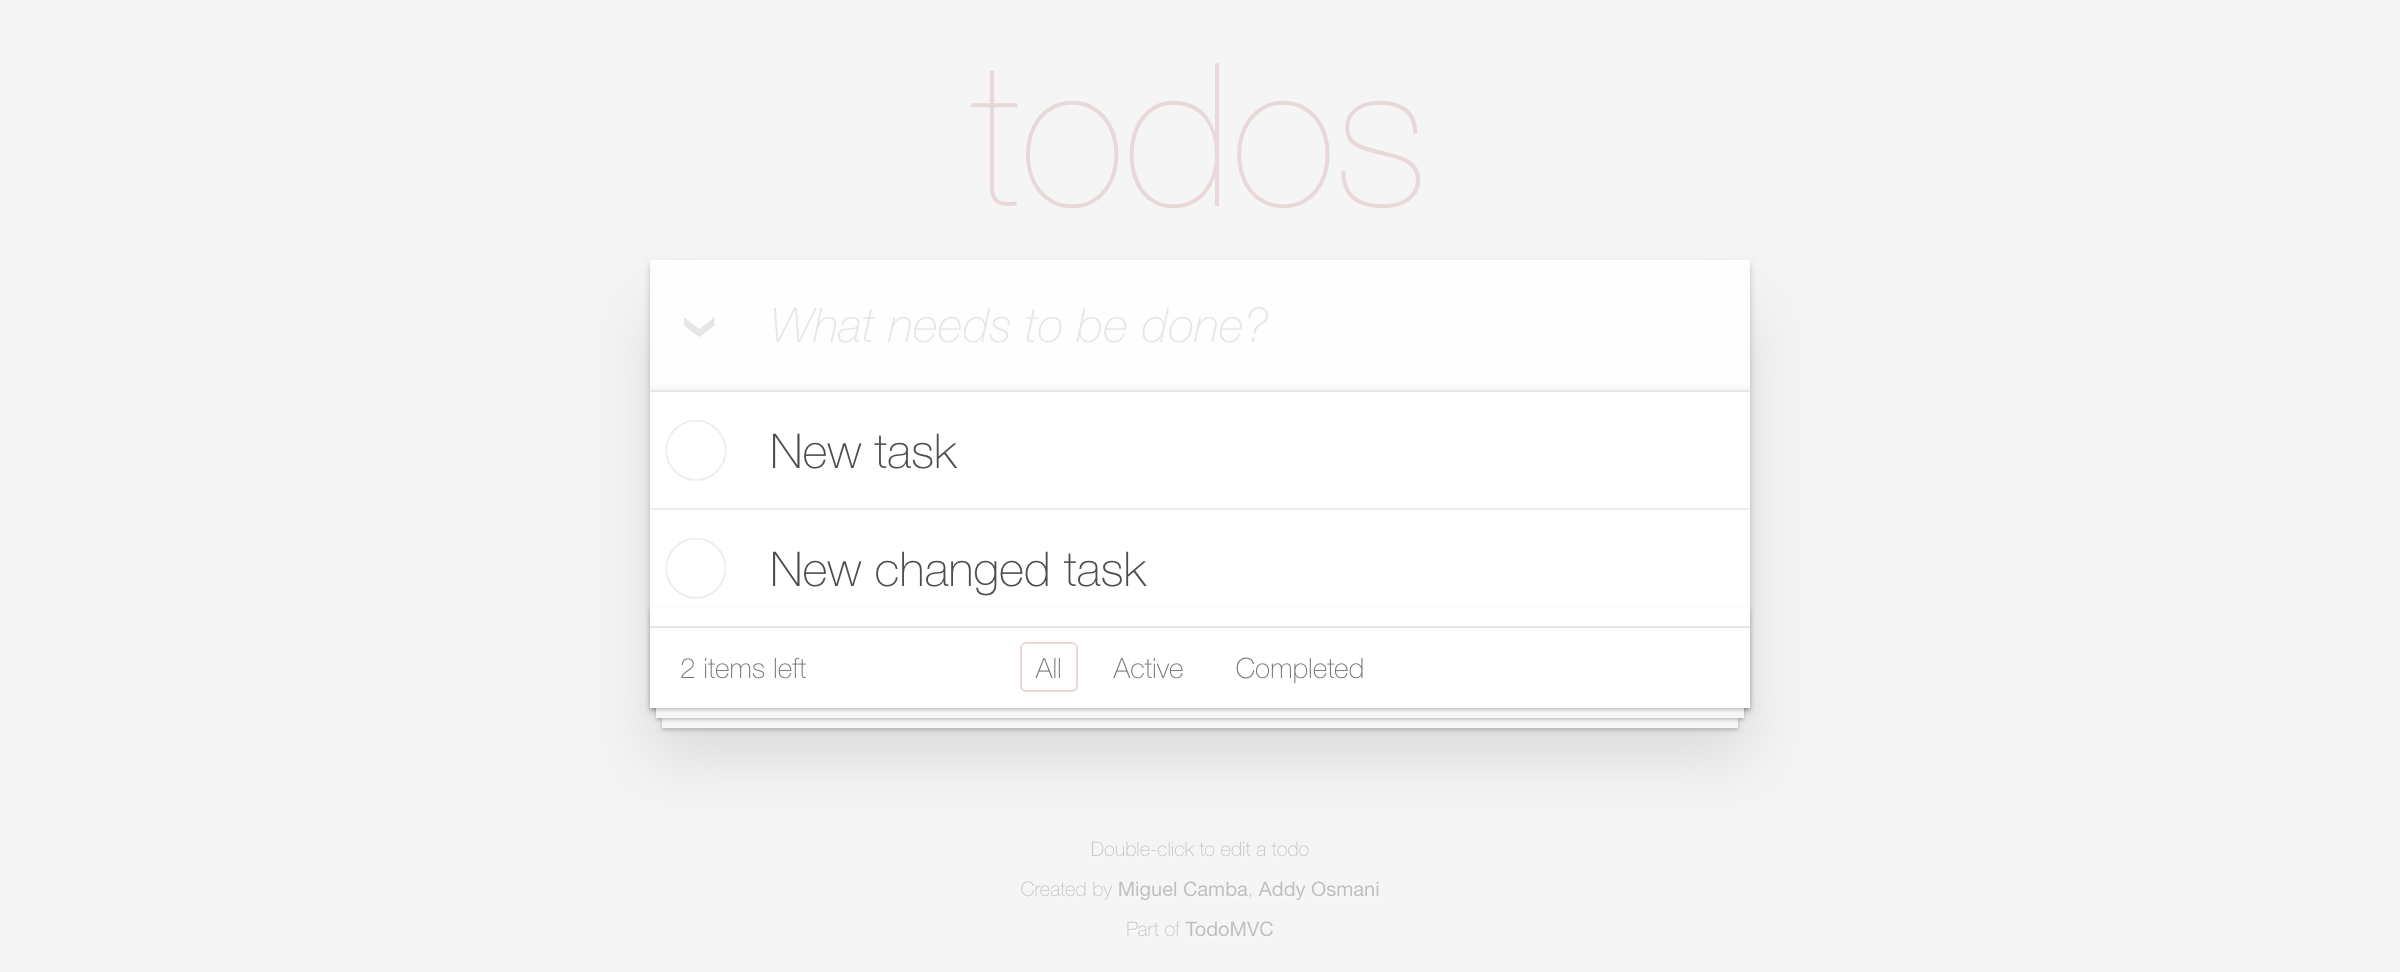 todos
What needs to be done?
New task
New changed task
2 items left All Active Completed
Double-click to edit a todo
Created by Miguel Camba, Addy Osmani
Part of TodoMVC